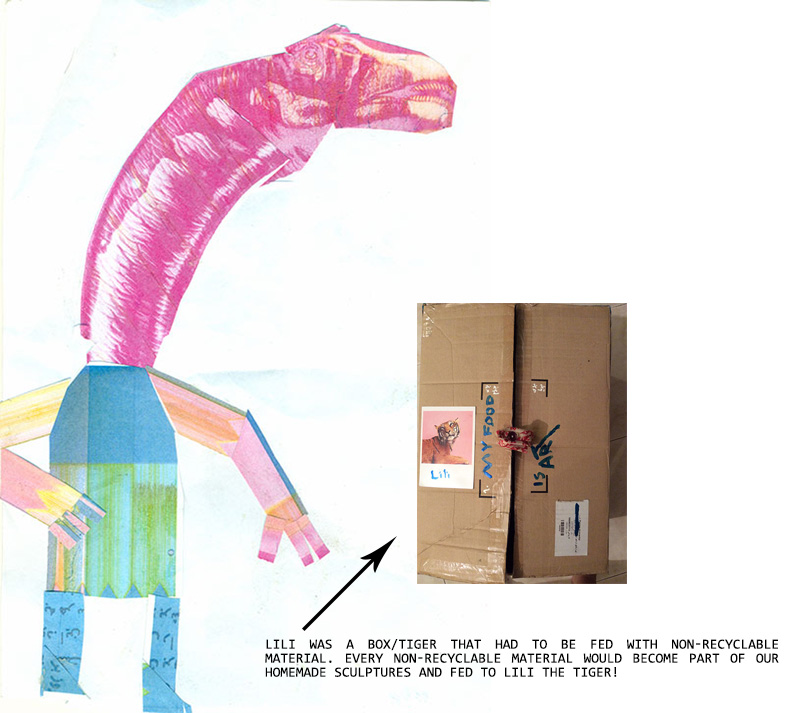 MY FOOD
IS ART
Lili
LILI WAS A BOX/TIGER THAT HAD TO BE FED WITH NON-RECYCLABLE
MATERIAL. EVERY NON-RECYCLABLE MATERIAL WOULD BECOME PART OF OUR
HOMEMADE SCULPTURES AND FED TO LILI THE TIGER!